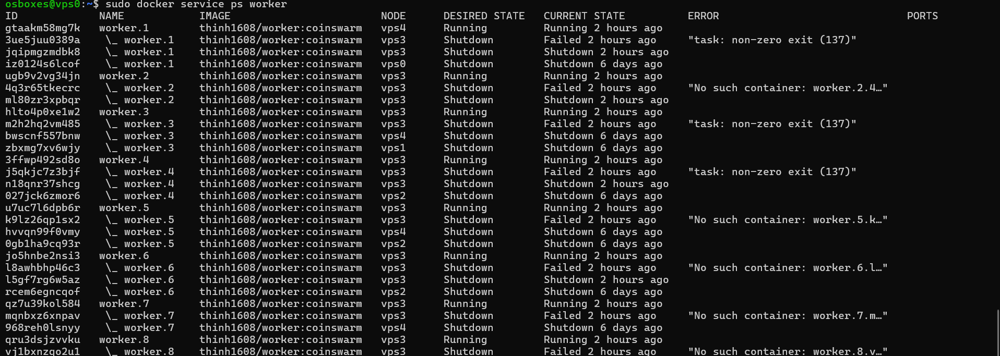 osboxes@vps0:~$ sudo docker service ps worker
ID NAME IMAGE NODE DESIRED STATE CURRENT STATE ERROR PORTS
gtaakm58mg7k worker.1 thinh1608/worker:coinswarm vps4 Running Running 2 hours ago
3ue5juu0389a \_ worker.1 thinh1608/worker:coinswarm vps3 Shutdown Failed 2 hours ago "task: non-zero exit (137)"
jqipmgzmdbk8 \_ worker.1 thinh1608/worker:coinswarm vps3 Shutdown Shutdown 2 hours ago
iz0124s6lcof \_ worker.1 thinh1608/worker:coinswarm vps0 Shutdown Shutdown 6 days ago
ugb9v2vg34jn worker.2 thinh1608/worker:coinswarm vps3 Running Running 2 hours ago
4q3r65tkecrc \_ worker.2 thinh1608/worker:coinswarm vps3 Shutdown Failed 2 hours ago "No such container: worker.2.4…"
ml80zr3xpbqr \_ worker.2 thinh1608/worker:coinswarm vps3 Shutdown Shutdown 2 hours ago
hlto4p0xe1w2 worker.3 thinh1608/worker:coinswarm vps3 Running Running 2 hours ago
m2h2hq2vm485 \_ worker.3 thinh1608/worker:coinswarm vps3 Shutdown Failed 2 hours ago "task: non-zero exit (137)"
bwscnf557bnw \_ worker.3 thinh1608/worker:coinswarm vps4 Shutdown Shutdown 6 days ago
zbxmg7xv6wjy \_ worker.3 thinh1608/worker:coinswarm vps1 Shutdown Shutdown 6 days ago
3ffwp492sd8o worker.4 thinh1608/worker:coinswarm vps3 Running Running 2 hours ago
j5qkjc7z3bjf \_ worker.4 thinh1608/worker:coinswarm vps3 Shutdown Failed 2 hours ago "task: non-zero exit (137)"
n18qnr37shcg \_ worker.4 thinh1608/worker:coinswarm vps3 Shutdown Shutdown 2 hours ago
027jck6zmor6 \_ worker.4 thinh1608/worker:coinswarm vps2 Shutdown Shutdown 6 days ago
u7uc7l6dpb6r worker.5 thinh1608/worker:coinswarm vps3 Running Running 2 hours ago
k9lz26qp1sx2 \_ worker.5 thinh1608/worker:coinswarm vps3 Shutdown Failed 2 hours ago "No such container: worker.5.k…"
hvvqn99f0vmy \_ worker.5 thinh1608/worker:coinswarm vps4 Shutdown Shutdown 6 days ago
0gb1ha9cq93r \_ worker.5 thinh1608/worker:coinswarm vps2 Shutdown Shutdown 6 days ago
jo5hnbe2nsi3 worker.6 thinh1608/worker:coinswarm vps3 Running Running 2 hours ago
l8awhbhp46c3 \_ worker.6 thinh1608/worker:coinswarm vps3 Shutdown Failed 2 hours ago "No such container: worker.6.l…"
l5gf7rg6w5az \_ worker.6 thinh1608/worker:coinswarm vps3 Shutdown Shutdown 2 hours ago
rcem6egncqof \_ worker.6 thinh1608/worker:coinswarm vps2 Shutdown Shutdown 6 days ago
qz7u39kol584 worker.7 thinh1608/worker:coinswarm vps3 Running Running 2 hours ago
mqnbxz6xnpav \_ worker.7 thinh1608/worker:coinswarm vps3 Shutdown Failed 2 hours ago "No such container: worker.7.m…"
968reh0lsnyy \_ worker.7 thinh1608/worker:coinswarm vps4 Shutdown Shutdown 6 days ago
qru3dsjzvvku worker.8 thinh1608/worker:coinswarm vps3 Running Running 2 hours ago
vj1bxnzqo2u1 \_ worker.8 thinh1608/worker:coinswarm vps3 Shutdown Failed 2 hours ago "No such container: worker.8.v…"